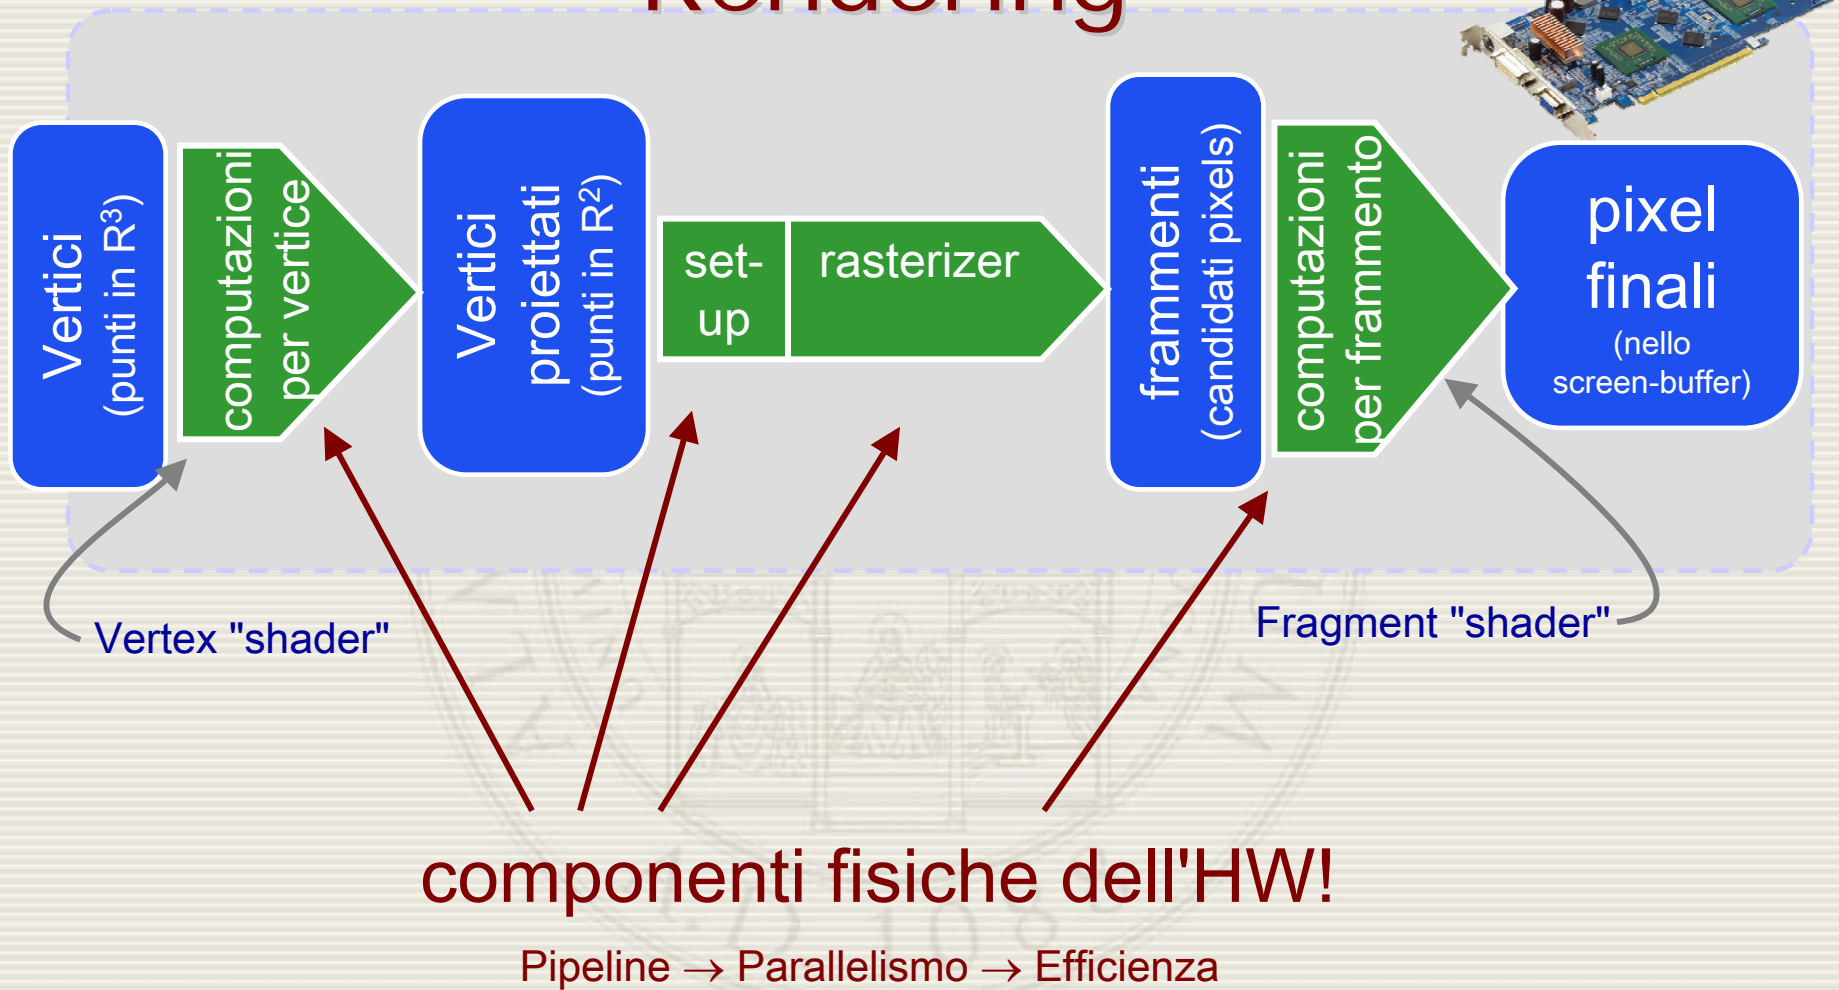 Rendering
Vertici
(punti in R³)
computazioni
per vertice
Vertici
proiettati
(punti in R²)
set-
up
rasterizer
frammenti
(candidati pixels)
computazioni
per frammento
pixel
finali
(nello
screen-buffer)
Vertex "shader"
Fragment "shader"
componenti fisiche dell'HW!
Pipeline → Parallelismo → Efficienza